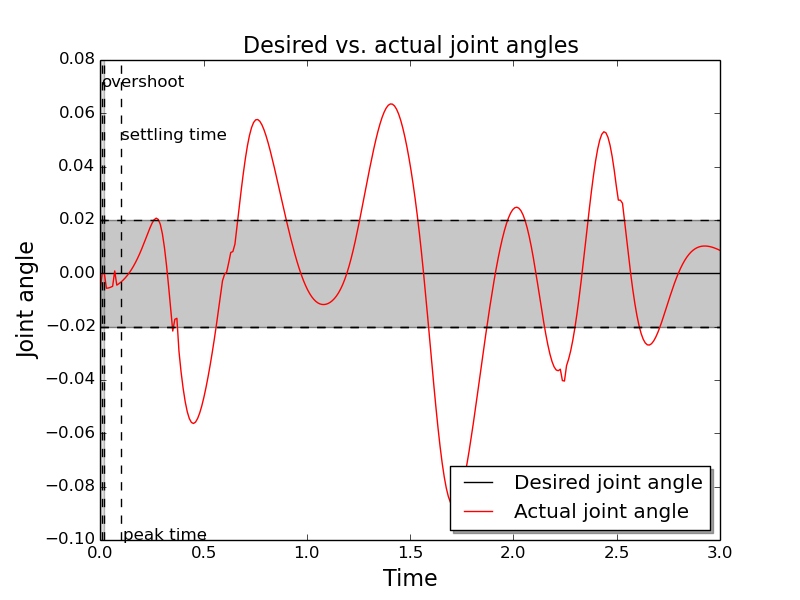 Desired vs. actual joint angles
0.08
overshoot
0.06
settling time
0.04
0.02
Joint angle
0.00
−0.02
−0.04
−0.06
−0.08
Desired joint angle
Actual joint angle
peak time
−0.10
0.0 0.5 1.0 1.5 2.0 2.5 3.0
Time